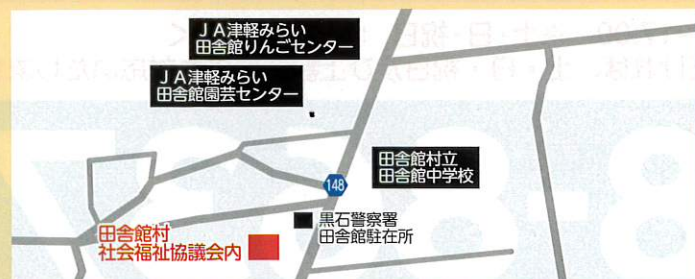 JA津軽みらい
田舎館りんごセンター
JA津軽みらい
田舎館園芸センター
田舎館村立
田舎館中学校
148
黒石警察署
田舎館駐在所
田舎館村
社会福祉協議会内